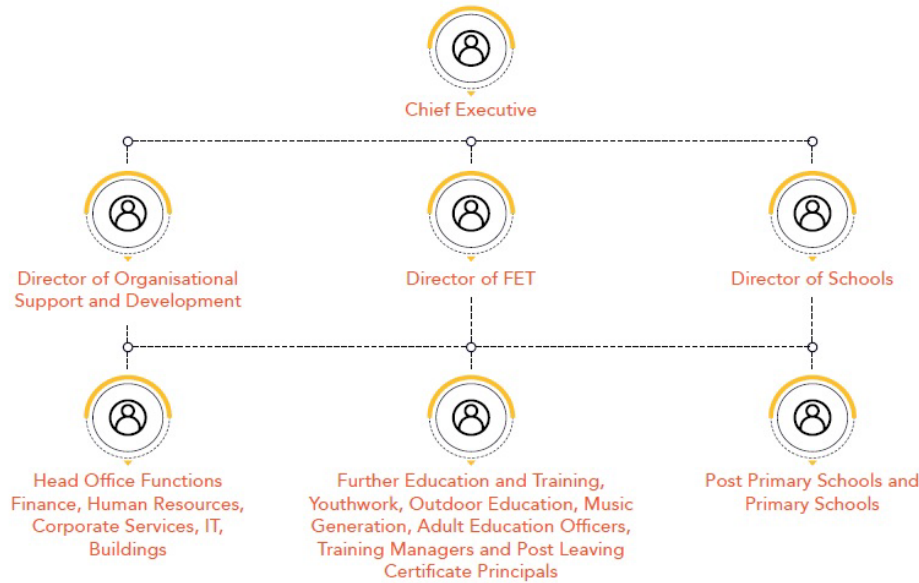 Chief Executive
Director of Organisational
Support and Development
Director of FET
Director of Schools
Head Office Functions
Finance, Human Resources,
Corporate Services, IT,
Buildings
Further Education and Training,
Youthwork, Outdoor Education, Music
Generation, Adult Education Officers,
Training Managers and Post Leaving
Certificate Principals
Post Primary Schools and
Primary Schools